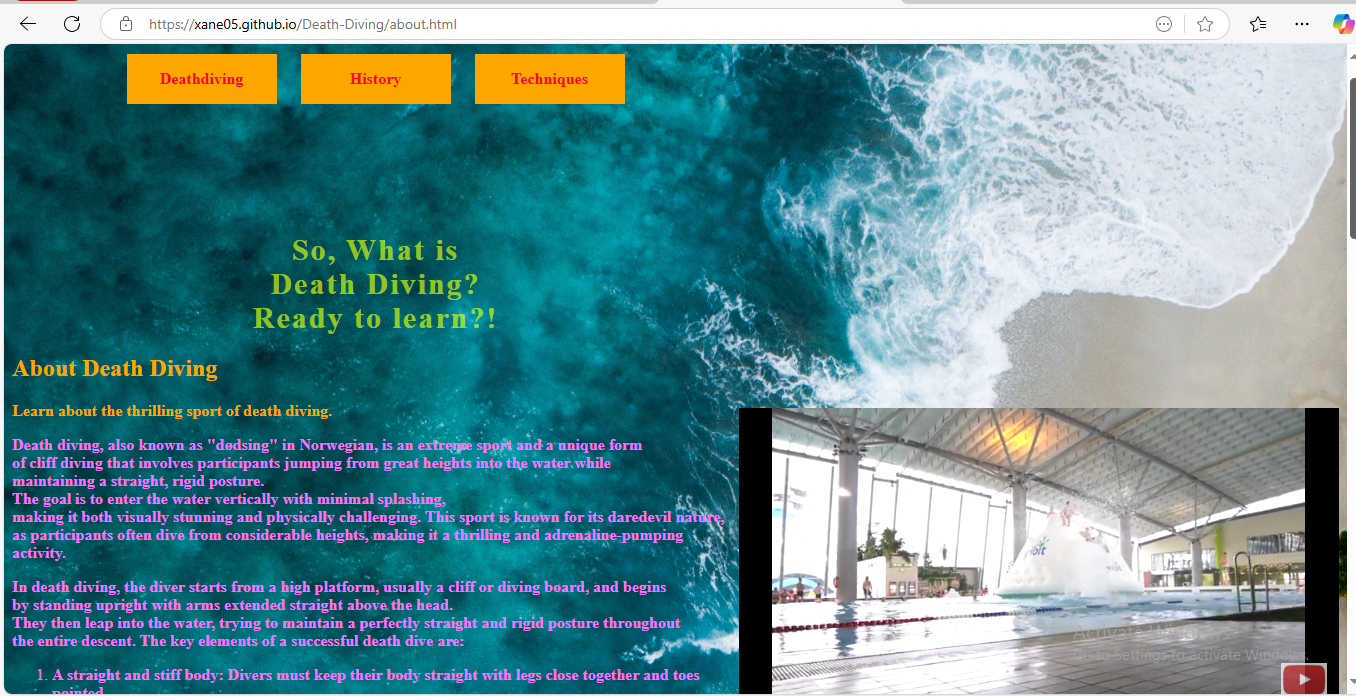 https://xane05.github.io/Death-Diving/about.html
Deathdiving
History
Techniques
So, What is
Death Diving?
Ready to learn?!
About Death Diving
Learn about the thrilling sport of death diving.
Death diving, also known as "dødsing" in Norwegian, is an extreme sport and a unique form
of cliff diving that involves participants jumping from great heights into the water while
maintaining a straight, rigid posture.
The goal is to enter the water vertically with minimal splashing,
making it both visually stunning and physically challenging. This sport is known for its daredevil nature,
as participants often dive from considerable heights, making it a thrilling and adrenaline-pumping
activity.
In death diving, the diver starts from a high platform, usually a cliff or diving board, and begins
by standing upright with arms extended straight above the head.
They then leap into the water, trying to maintain a perfectly straight and rigid posture throughout
the entire descent. The key elements of a successful death dive are:
1. A straight and stiff body: Divers must keep their body straight with legs close together and toes
pointed
Activate Windows
to Settings to activate Windows.